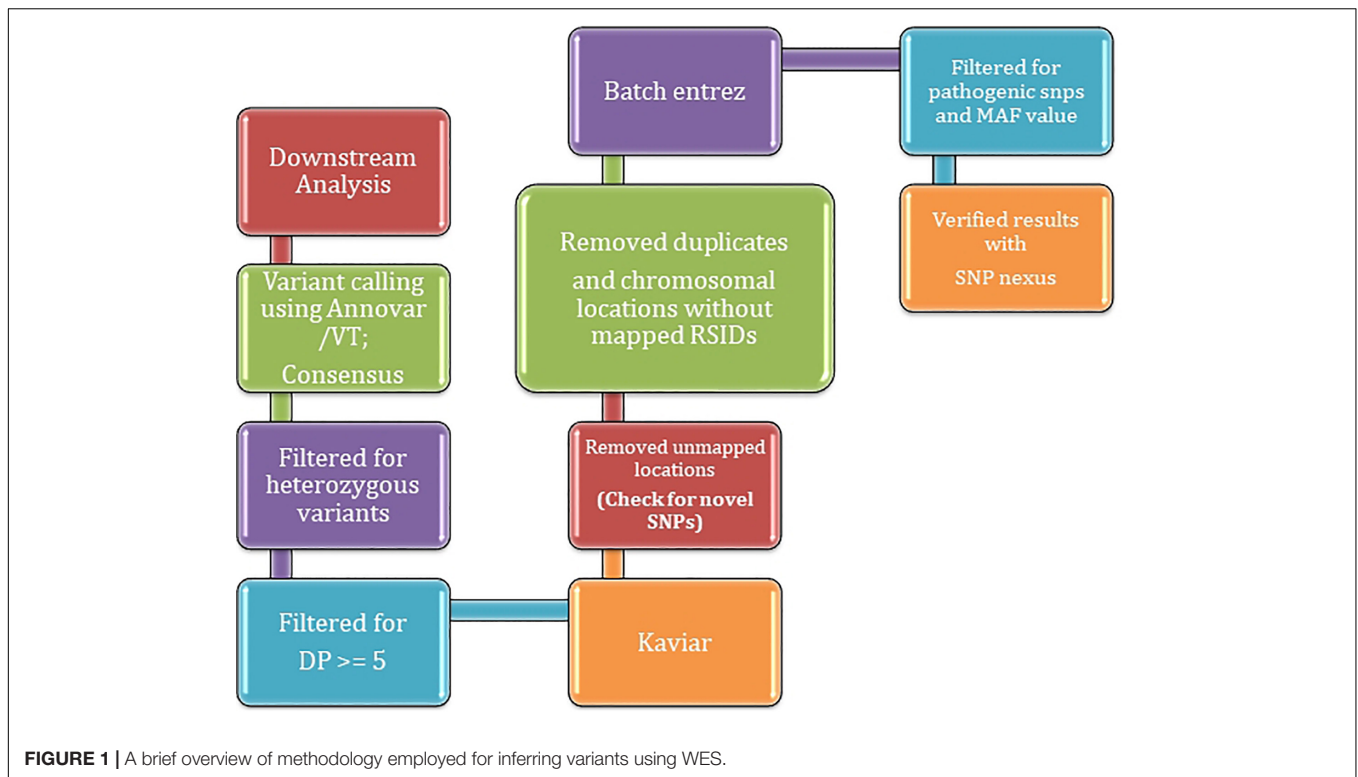 Downstream
Analysis
Variant calling
using Annovar
/VT;
Consensus
Filtered for
heterozygous
variants
Filtered for
DP >= 5
Kaviar
Removed unmapped
locations
(Check for novel
SNPs)
Removed duplicates
and chromosomal
locations without
mapped RSIDs
Batch entrez
Filtered for
pathogenic snps
and MAF value
Verified results
with
SNP nexus
FIGURE 1 | A brief overview of methodology employed for inferring variants using WES.